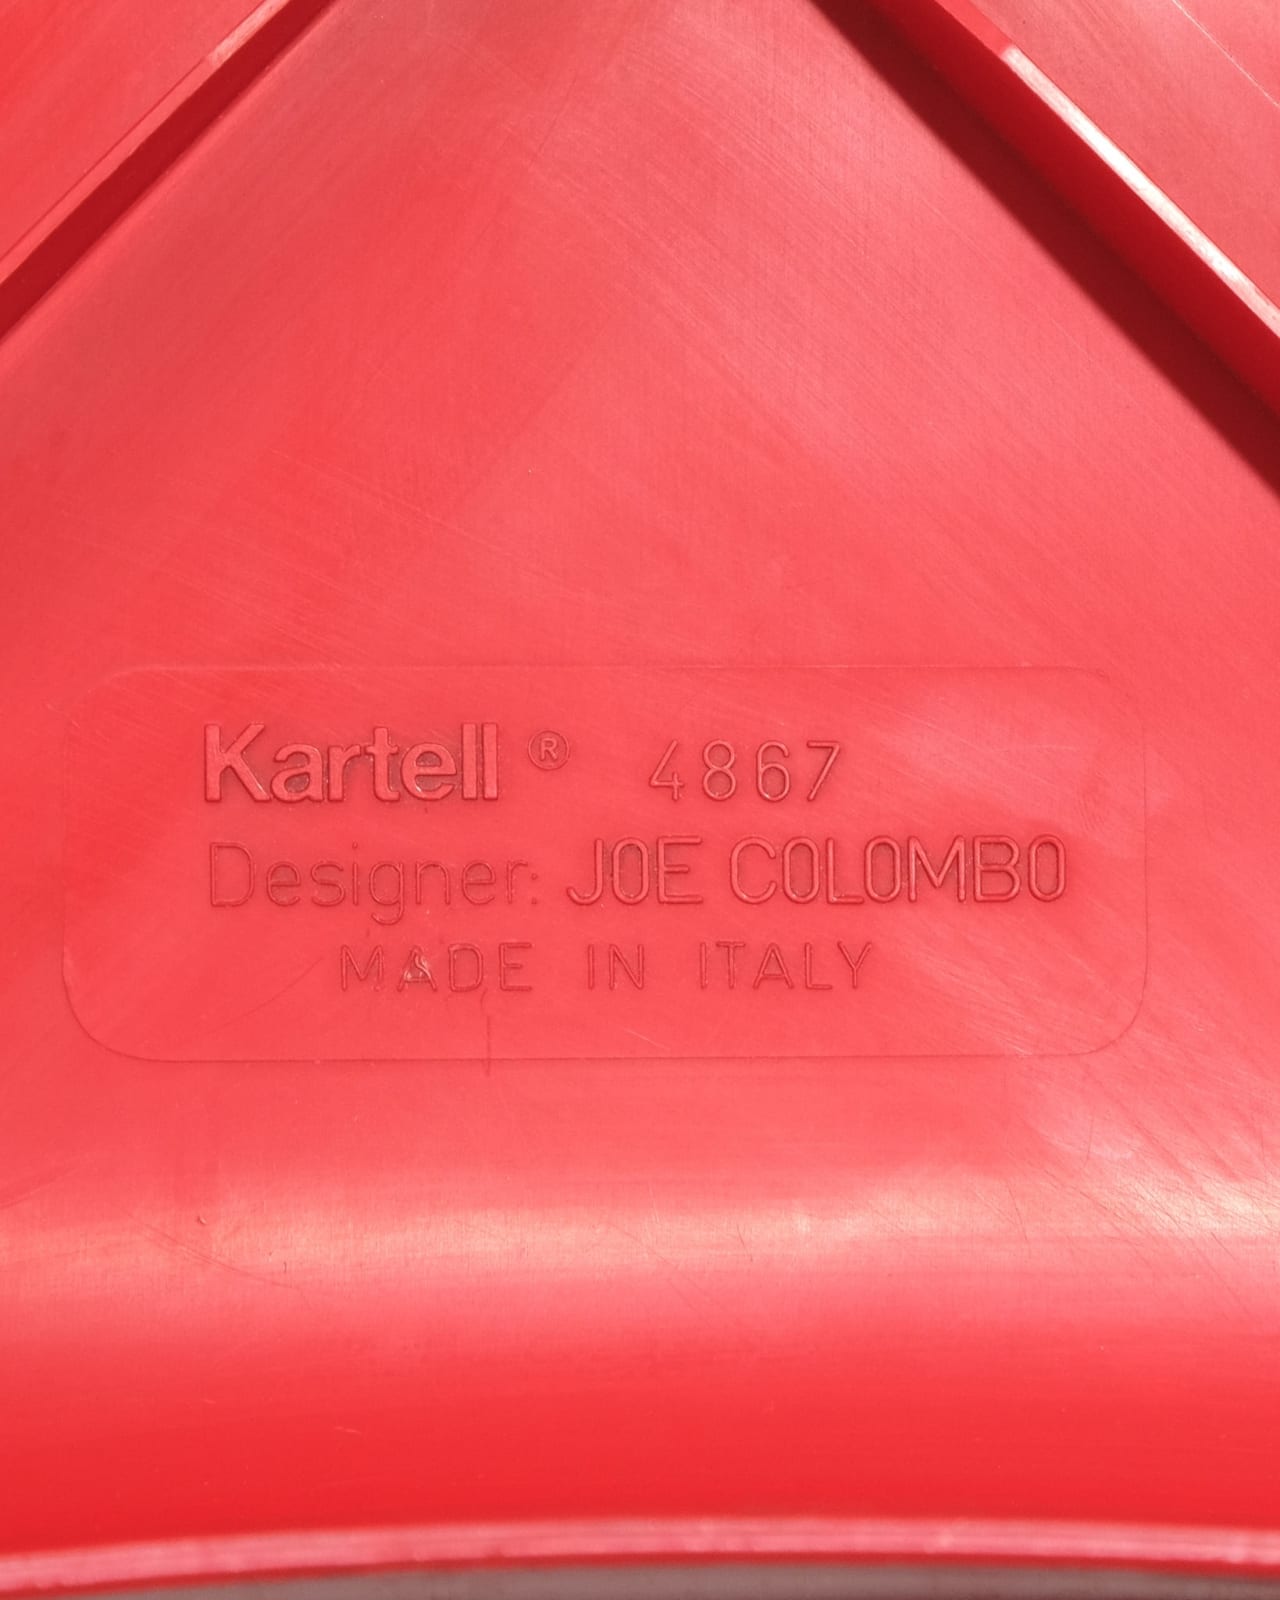 Kartell ® 4867
Designer: JOE COLOMBO
MADE IN ITALY